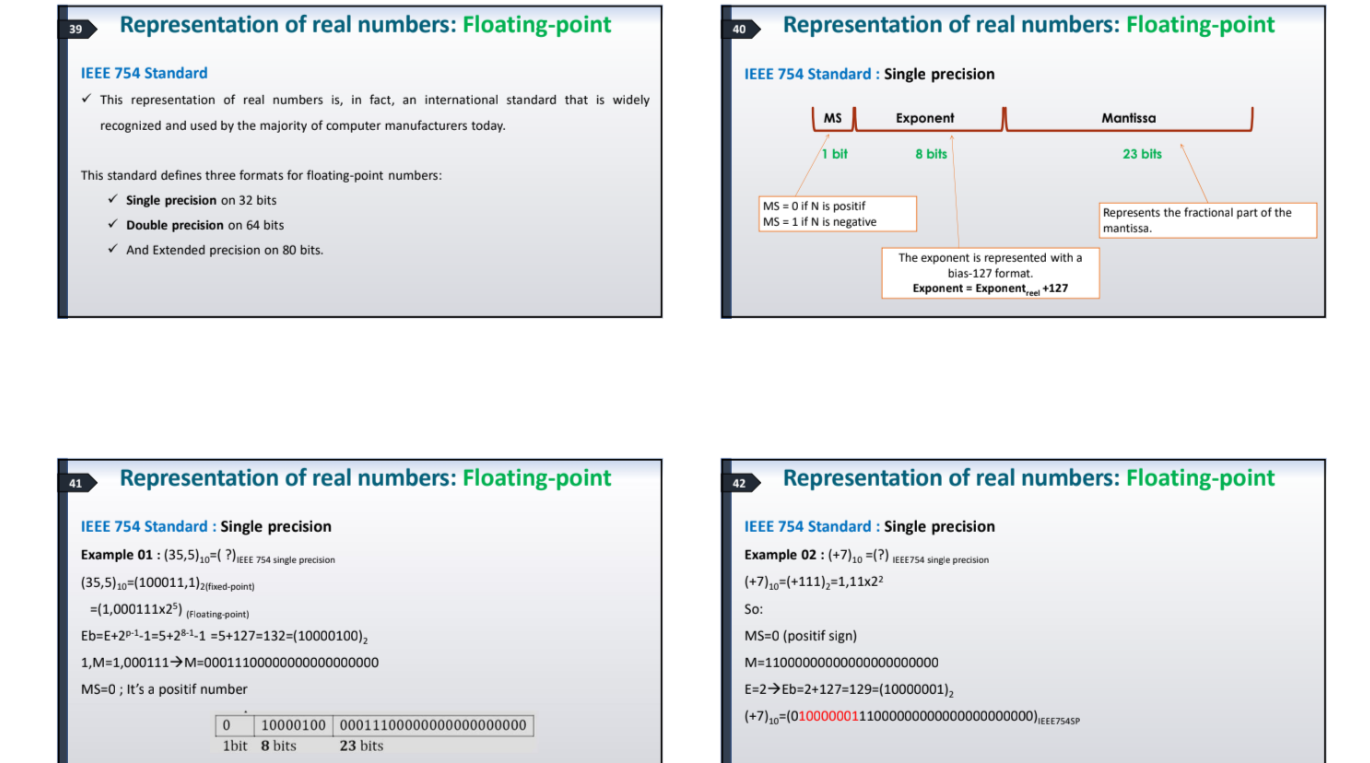 39
Representation of real numbers: Floating-point
IEEE 754 Standard
✓ This representation of real numbers is, in fact, an international standard that is widely
recognized and used by the majority of computer manufacturers today.
This standard defines three formats for floating-point numbers:
✓ Single precision on 32 bits
✓ Double precision on 64 bits
✓ And Extended precision on 80 bits.
40
Representation of real numbers: Floating-point
IEEE 754 Standard : Single precision
MS Exponent Mantissa
1 bit 8 bits 23 bits
MS = 0 if N is positif
MS = 1 if N is negative
Represents the fractional part of the
mantissa.
The exponent is represented with a
bias-127 format.
Exponent = Exponentreel +127
41
Representation of real numbers: Floating-point
IEEE 754 Standard : Single precision
Example 01 : (35,5)10=( ?)IEEE 754 single precision
(35,5)10=(100011,1)2(fixed-point)
=(1,000111x2⁵) (Floating-point)
Eb=E+2ᵖ⁻¹-1=5+2⁸⁻¹-1 =5+127=132=(10000100)2
1,M=1,000111→M=00011100000000000000000
MS=0 ; It's a positif number
0 10000100 00011100000000000000000
1bit 8 bits 23 bits
42
Representation of real numbers: Floating-point
IEEE 754 Standard : Single precision
Example 02 : (+7)10 =(?) IEEE754 single precision
(+7)10=(+111)2=1,11x2²
So:
MS=0 (positif sign)
M=11000000000000000000000
E=2→Eb=2+127=129=(10000001)2
(+7)10=(01000000111000000000000000000000)IEEE754SP